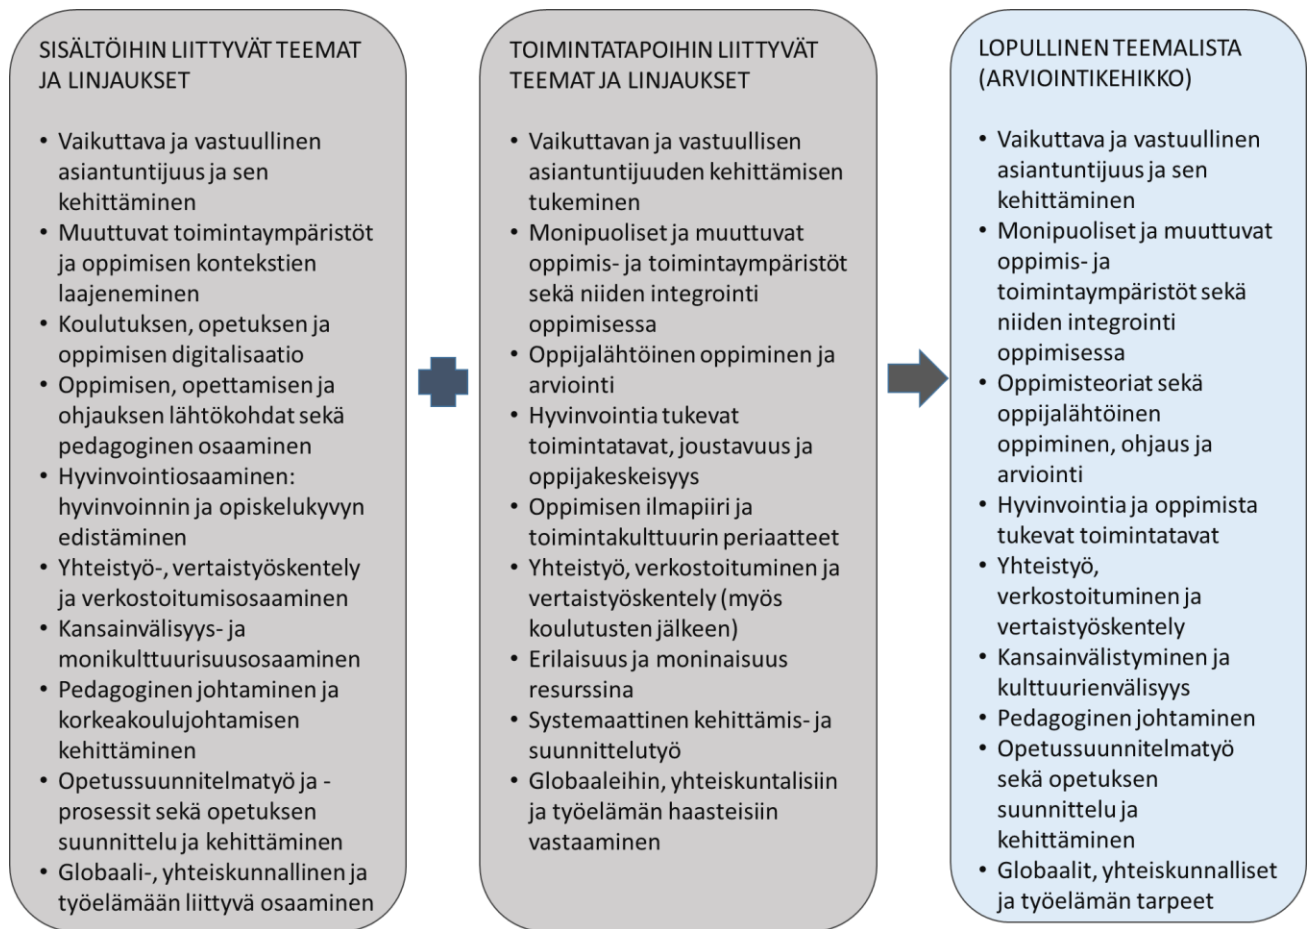 SISÄLTÖIHIN LIITTYVÄT TEEMAT
JA LINJAUKSET
• Vaikuttava ja vastuullinen
asiantuntijuus ja sen
kehittäminen
• Muuttuvat toimintaympäristöt
ja oppimisen kontekstien
laajeneminen
• Koulutuksen, opetuksen ja
oppimisen digitalisaatio
• Oppimisen, opettamisen ja
ohjauksen lähtökohdat sekä
pedagoginen osaaminen
• Hyvinvointiosaaminen:
hyvinvoinnin ja opiskelukyvyn
edistäminen
• Yhteistyö-, vertaistyöskentely
ja verkostoitumisosaaminen
• Kansainvälisyys- ja
monikulttuurisuusosaaminen
• Pedagoginen johtaminen ja
korkeakoulujohtamisen
kehittäminen
• Opetussuunnitelmatyö ja -
prosessit sekä opetuksen
suunnittelu ja kehittäminen
• Globaali-, yhteiskunnallinen ja
työelämään liittyvä osaaminen
TOIMINTATAPOIHIN LIITTYVÄT
TEEMAT JA LINJAUKSET
• Vaikuttavan ja vastuullisen
asiantuntijuuden kehittämisen
tukeminen
• Monipuoliset ja muuttuvat
oppimis- ja toimintaympäristöt
sekä niiden integrointi
oppimisessa
• Oppijalähtöinen oppiminen ja
arviointi
• Hyvinvointia tukevat
toimintatavat, joustavuus ja
oppijakeskeisyys
• Oppimisen ilmapiiri ja
toimintakulttuurin periaatteet
• Yhteistyö, verkostoituminen ja
vertaistyöskentely (myös
koulutusten jälkeen)
• Erilaisuus ja moninaisuus
resurssina
• Systemaattinen kehittämis- ja
suunnittelutyö
• Globaaleihin, yhteiskuntalisiin
ja työelämän haasteisiin
vastaaminen
LOPULLINEN TEEMALISTA
(ARVIOINTIKEHIKKO)
• Vaikuttava ja vastuullinen
asiantuntijuus ja sen
kehittäminen
• Monipuoliset ja muuttuvat
oppimis- ja
toimintaympäristöt sekä
niiden integrointi
oppimisessa
• Oppimisteoriat sekä
oppijalähtöinen
oppiminen, ohjaus ja
arviointi
• Hyvinvointia ja oppimista
tukevat toimintatavat
• Yhteistyö,
verkostoituminen ja
vertaistyöskentely
• Kansainvälistyminen ja
kulttuurienvälisyys
• Pedagoginen johtaminen
• Opetussuunnitelmatyö
sekä opetuksen
suunnittelu ja
kehittäminen
• Globaalit, yhteiskunnalliset
ja työelämän tarpeet